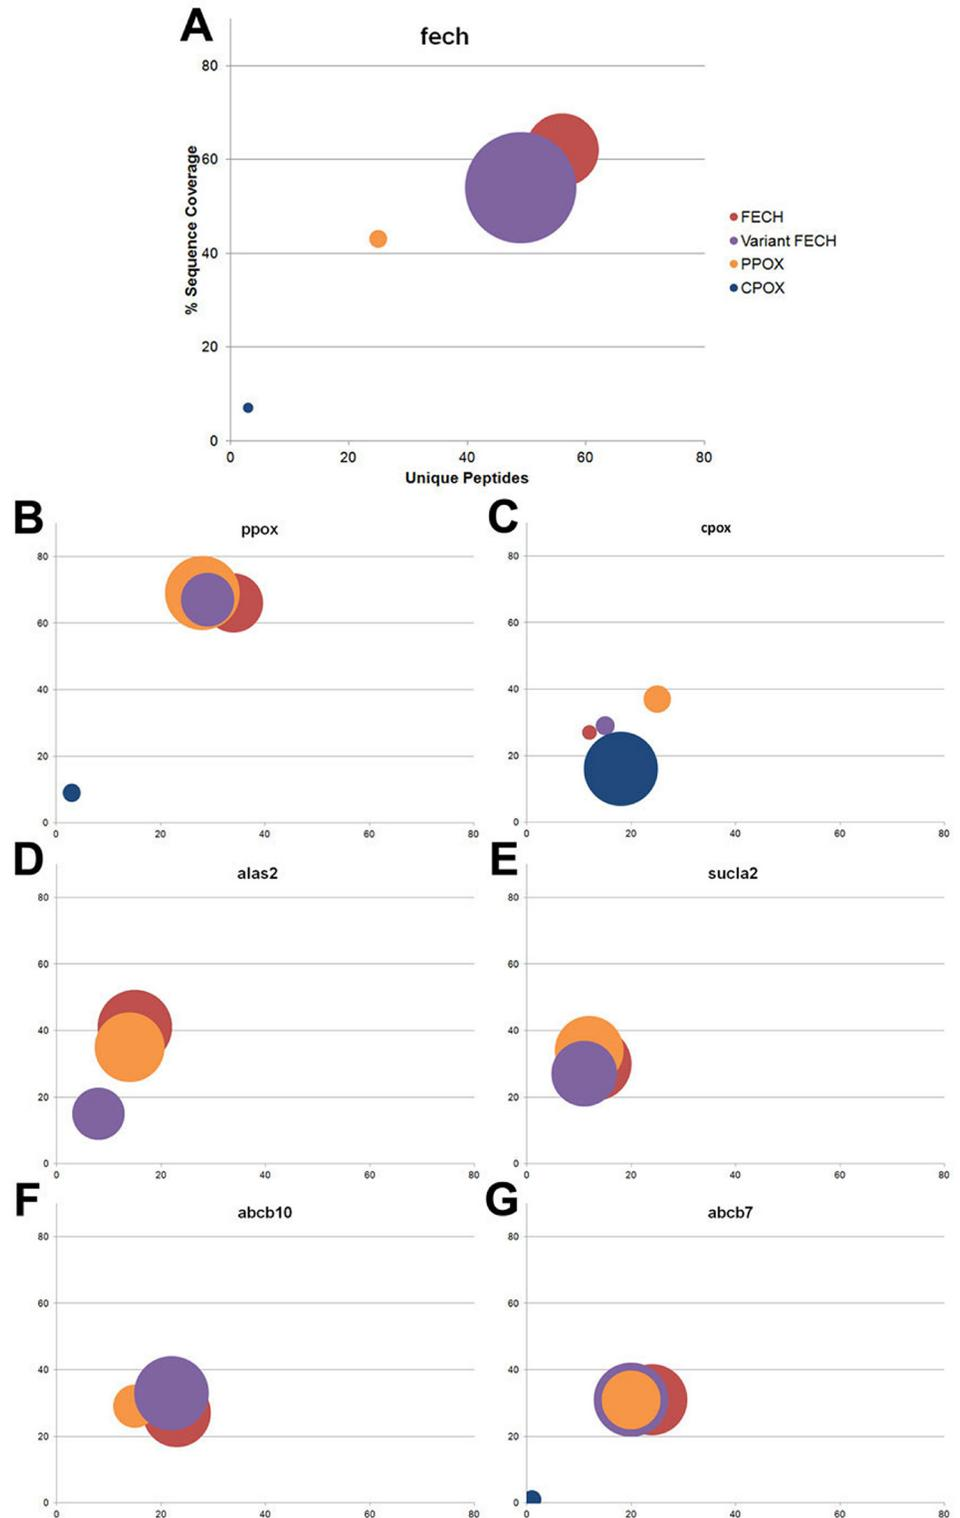 A
fech
80
60
40
20
0
% Sequence Coverage
0 20 40 60 80
Unique Peptides
FECH
Variant FECH
PPOX
CPOX
B
ppox
80
60
40
20
0
0 20 40 60 80
C
cpox
80
60
40
20
0
0 20 40 60 80
D
alas2
80
60
40
20
0
0 20 40 60 80
E
sucla2
80
60
40
20
0
0 20 40 60 80
F
abcb10
80
60
40
20
0
0 20 40 60 80
G
abcb7
80
60
40
20
0
0 20 40 60 80